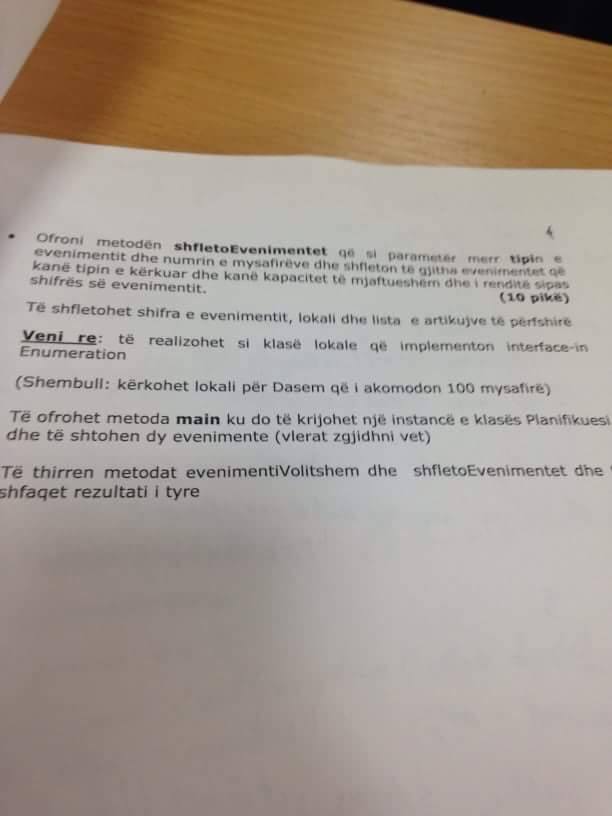 4
• Ofroni metodën shfletoEvenimentet që si parametër merr tipin e
evenimentit dhe numrin e mysafirëve dhe shfleton të gjitha evenimentet që
kanë tipin e kërkuar dhe kanë kapacitet të mjaftueshëm dhe i renditë sipas
shifrës së evenimentit. (10 pikë)
Të shfletohet shifra e evenimentit, lokali dhe lista e artikujve të përfshirë
Veni re: të realizohet si klasë lokale që implementon interface-in
Enumeration
(Shembull: kërkohet lokali për Dasem që i akomodon 100 mysafirë)
Të ofrohet metoda main ku do të krijohet një instancë e klasës Planifikuesi
dhe të shtohen dy evenimente (vlerat zgjidhni vet)
Të thirren metodat evenimentiVolitshem dhe shfletoEvenimentet dhe
shfaqet rezultati i tyre